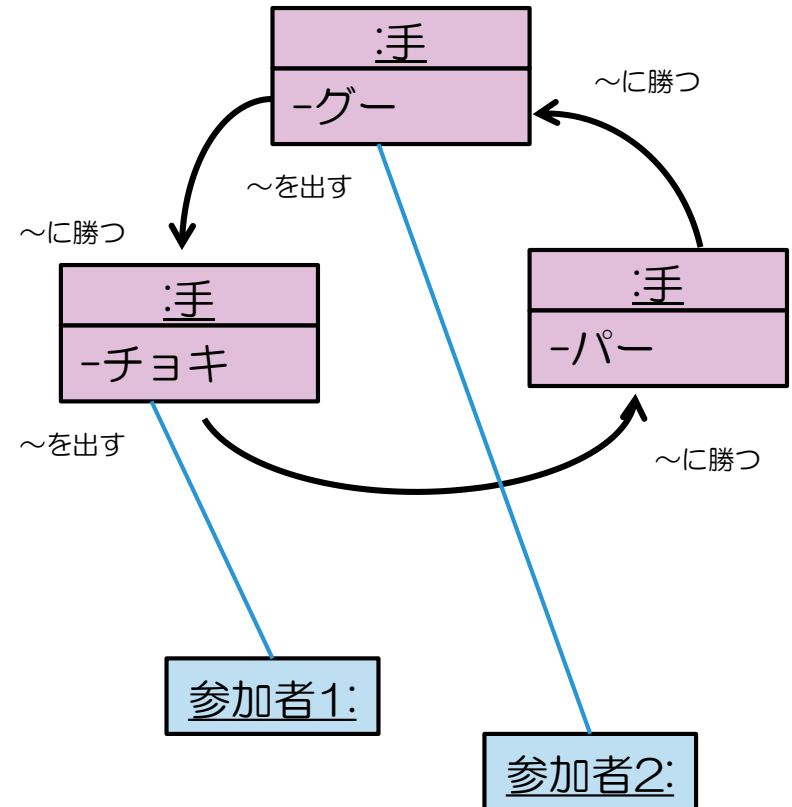 :手
-グー
～に勝つ
～を出す
～に勝つ
:手
-チョキ
:手
-パー
～を出す
～に勝つ
参加者1:
参加者2: